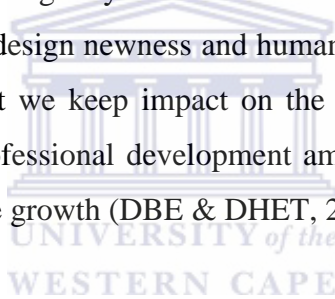 design newness and human
t we keep impact on the
ofessional development am
e growth (DBE & DHET, 2
UNIVERSITY of the
WESTERN CAPE